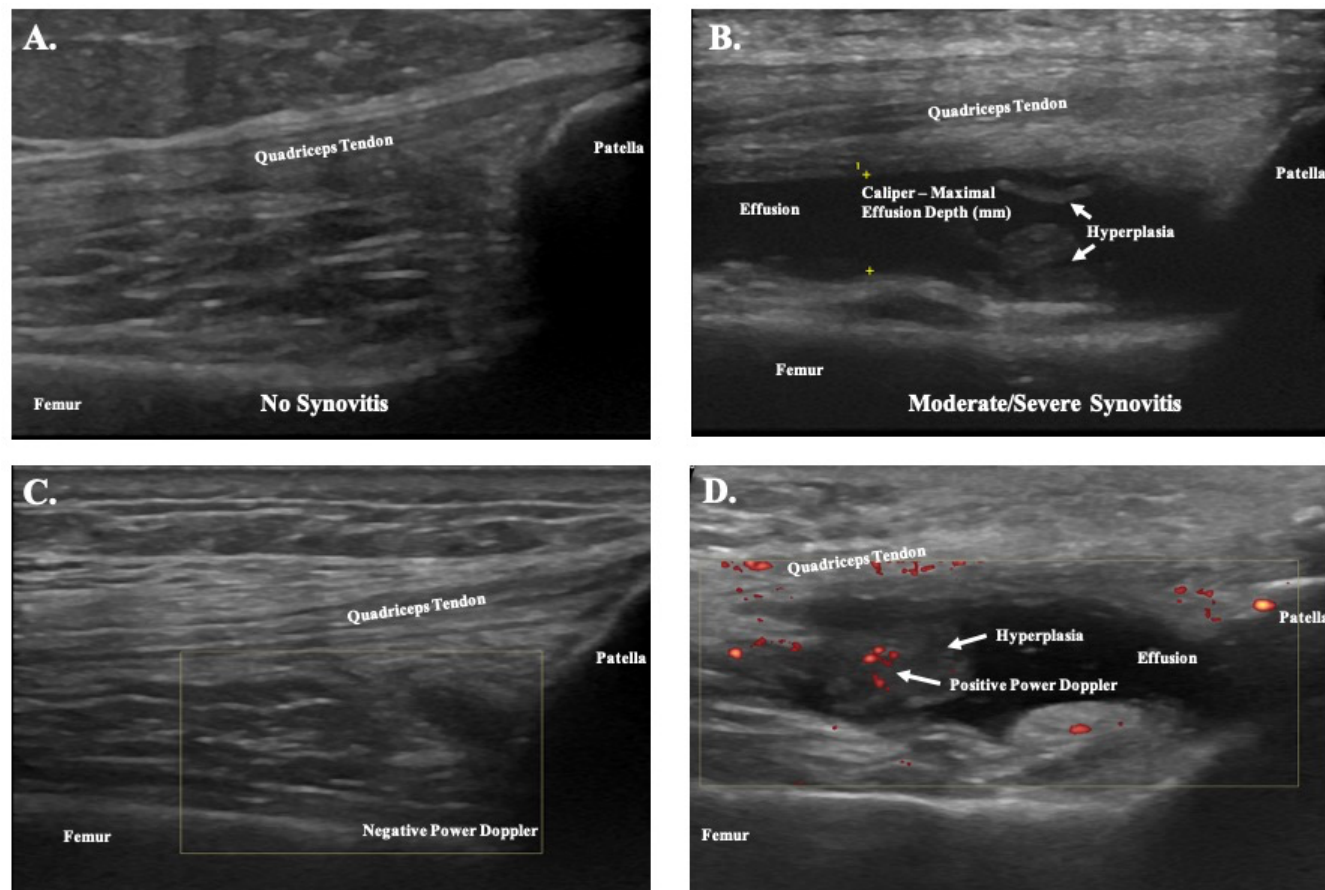 A.
Quadriceps Tendon
Patella
Femur
No Synovitis
B.
Quadriceps Tendon
Patella
1
Caliper – Maximal
Effusion Depth (mm)
Effusion
Hyperplasia
Femur
Moderate/Severe Synovitis
C.
Quadriceps Tendon
Patella
Femur
Negative Power Doppler
D.
Quadriceps Tendon
Patella
Hyperplasia
Effusion
Positive Power Doppler
Femur